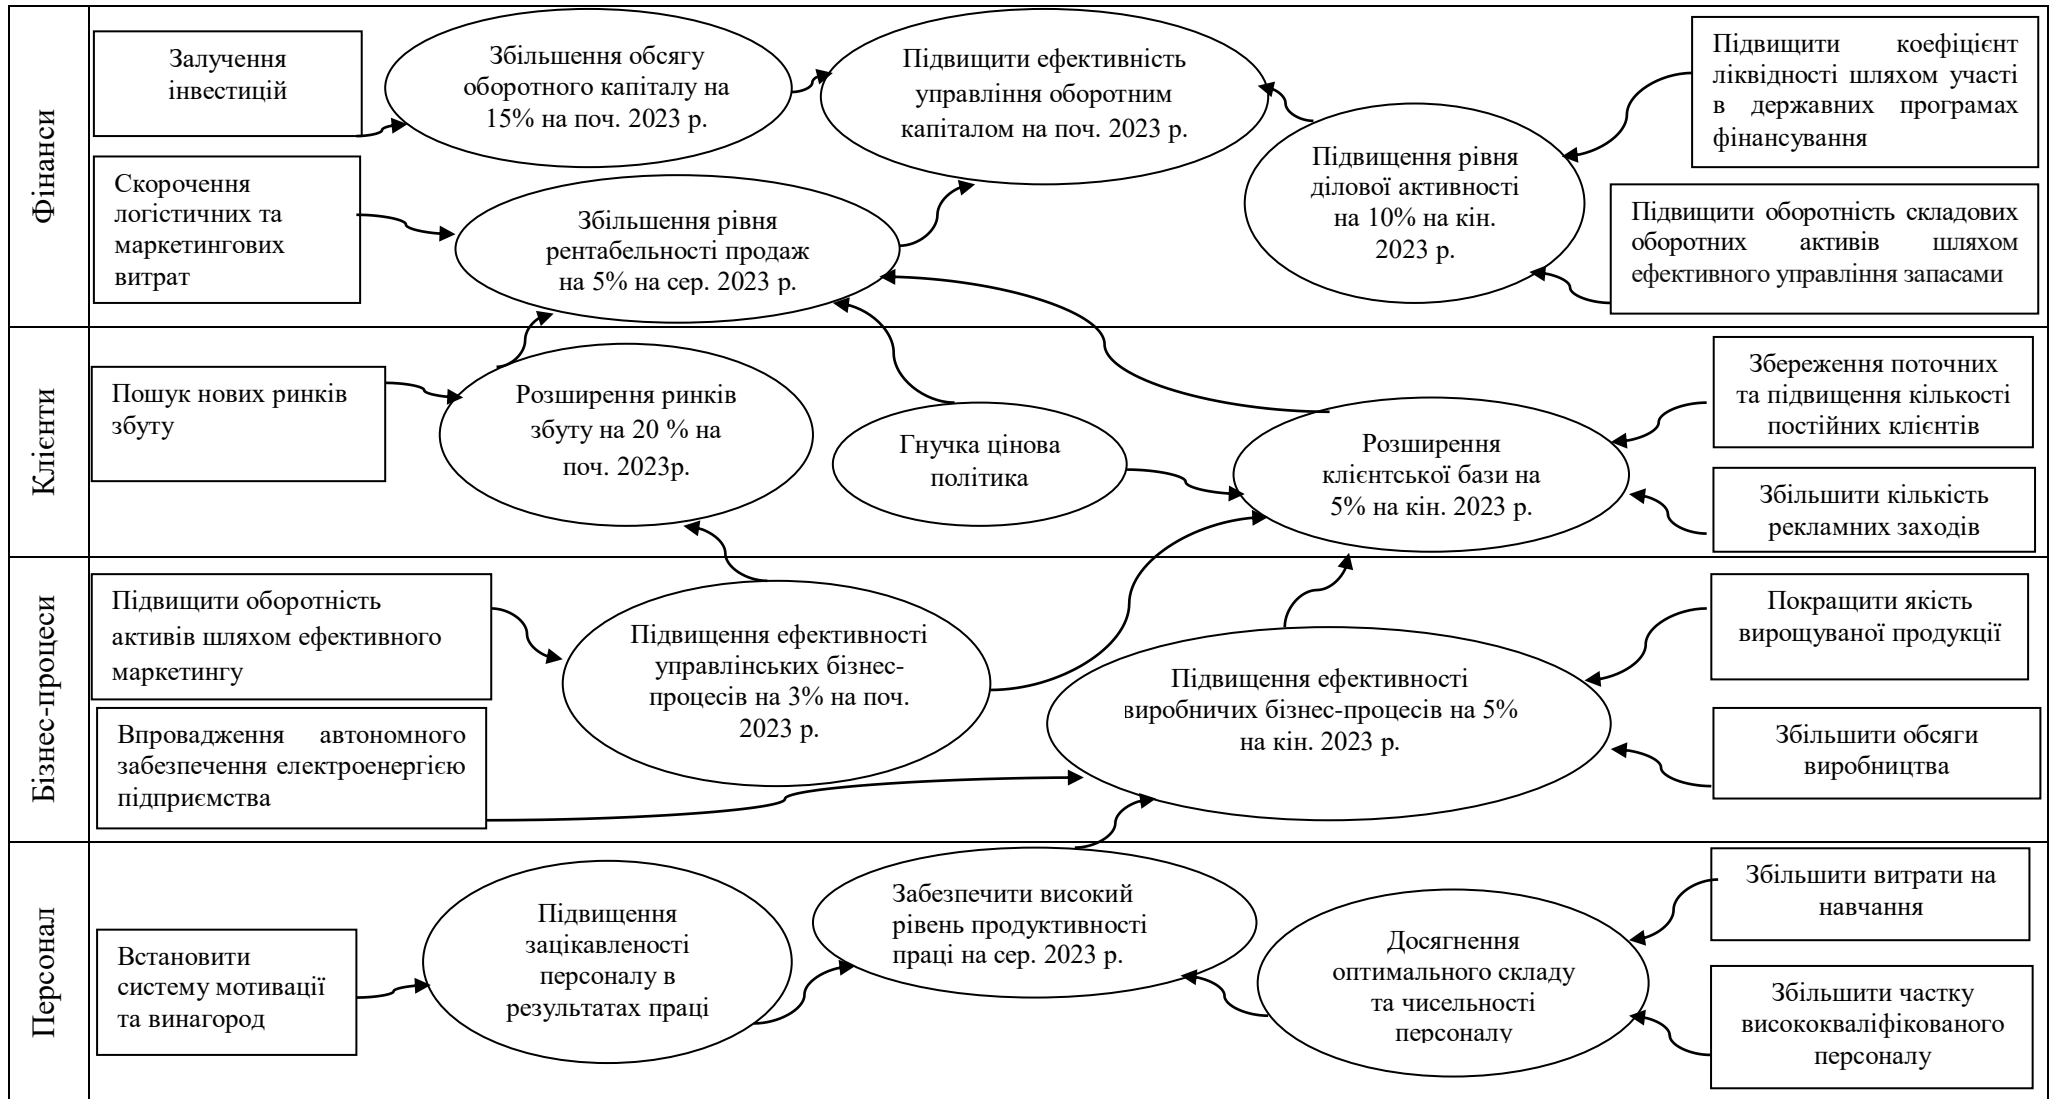 Фінанси
Залучення
інвестицій
Збільшення обсягу
оборотного капіталу на
15% на поч. 2023 р.
Підвищити ефективність
управління оборотним
капіталом на поч. 2023 р.
Підвищити коефіцієнт
ліквідності шляхом участі
в державних програмах
фінансування
Скорочення
логістичних та
маркетингових
витрат
Збільшення рівня
рентабельності продаж
на 5% на сер. 2023 р.
Підвищення рівня
ділової активності
на 10% на кін.
2023 р.
Підвищити оборотність складових
оборотних активів шляхом
ефективного управління запасами
Клієнти
Пошук нових ринків
збуту
Розширення ринків
збуту на 20 % на
поч. 2023р.
Гнучка цінова
політика
Розширення
клієнтської бази на
5% на кін. 2023 р.
Збереження поточних
та підвищення кількості
постійних клієнтів
Збільшити кількість
рекламних заходів
Бізнес-процеси
Підвищити оборотність
активів шляхом ефективного
маркетингу
Підвищення ефективності
управлінських бізнес-
процесів на 3% на поч.
2023 р.
Підвищення ефективності
виробничих бізнес-процесів на 5%
на кін. 2023 р.
Покращити якість
вирощуваної продукції
Впровадження автономного
забезпечення електроенергією
підприємства
Збільшити обсяги
виробництва
Персонал
Встановити
систему мотивації
та винагород
Підвищення
зацікавленості
персоналу в
результатах праці
Забезпечити високий
рівень продуктивності
праці на сер. 2023 р.
Досягнення
оптимального складу
та чисельності
персоналу
Збільшити витрати на
навчання
Збільшити частку
висококваліфікованого
персоналу